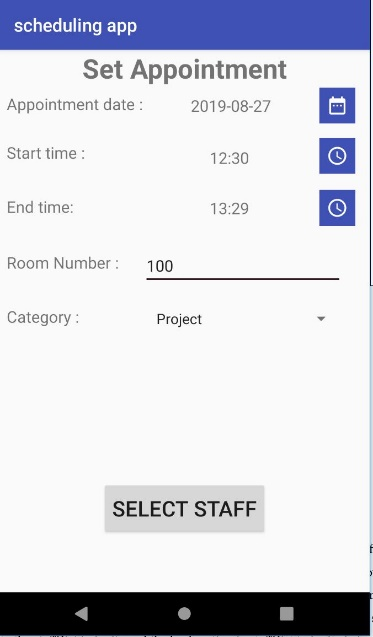 scheduling app
Set Appointment
Appointment date : 2019-08-27
Start time : 12:30
End time: 13:29
Room Number : 100
Category : Project
SELECT STAFF